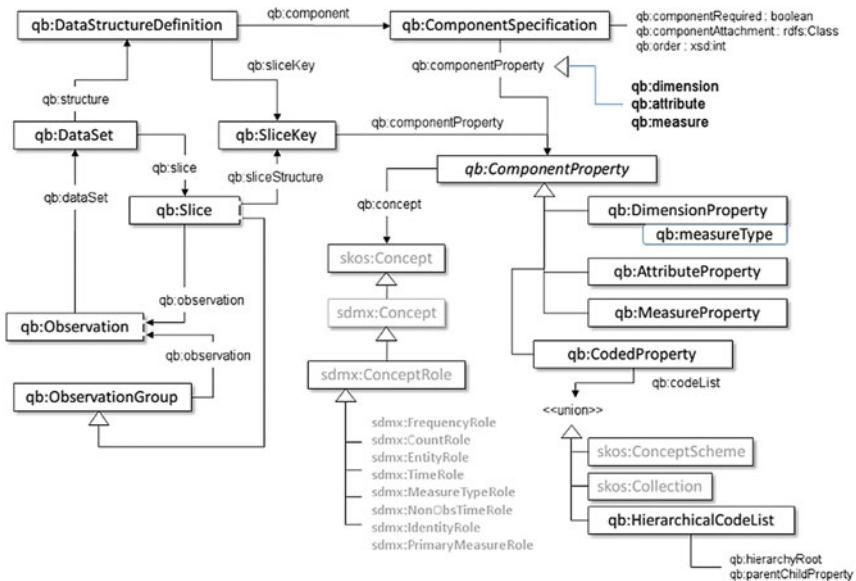 qb:component
qb:DataStructureDefinition
qb:ComponentSpecification
qb:componentRequired : boolean
qb:componentAttachment : rdfs:Class
qb:order : xsd:int
qb:sliceKey
qb:componentProperty
qb:structure
qb:dimension
qb:attribute
qb:measure
qb:DataSet
qb:SliceKey
qb:componentProperty
qb:slice
qb:sliceStructure
qb:ComponentProperty
qb:dataSet
qb:concept
qb:Slice
qb:DimensionProperty
qb:measureType
skos:Concept
qb:AttributeProperty
qb:observation
sdmx:Concept
qb:MeasureProperty
qb:Observation
qb:observation
qb:CodedProperty
sdmx:ConceptRole
qb:codeList
qb:ObservationGroup
<<union>>
sdmx:FrequencyRole
sdmx:CountRole
sdmx:EntityRole
sdmx:TimeRole
sdmx:MeasureTypeRole
sdmx:NonObsTimeRole
sdmx:IdentityRole
sdmx:PrimaryMeasureRole
skos:ConceptScheme
skos:Collection
qb:HierarchicalCodeList
qb:hierarchyRoot
qb:parentChildProperty